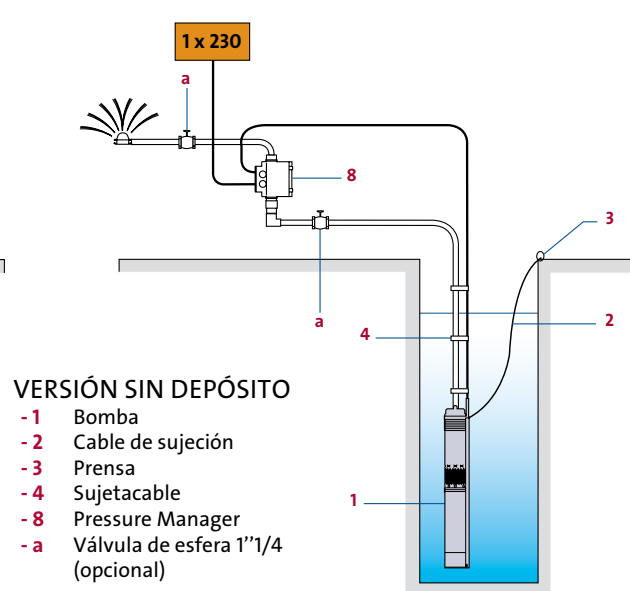 1 x 230
a
8
3
a
4
2
1
VERSIÓN SIN DEPÓSITO
- 1 Bomba
- 2 Cable de sujeción
- 3 Prensa
- 4 Sujetacable
- 8 Pressure Manager
- a Válvula de esfera 1’’1/4
(opcional)